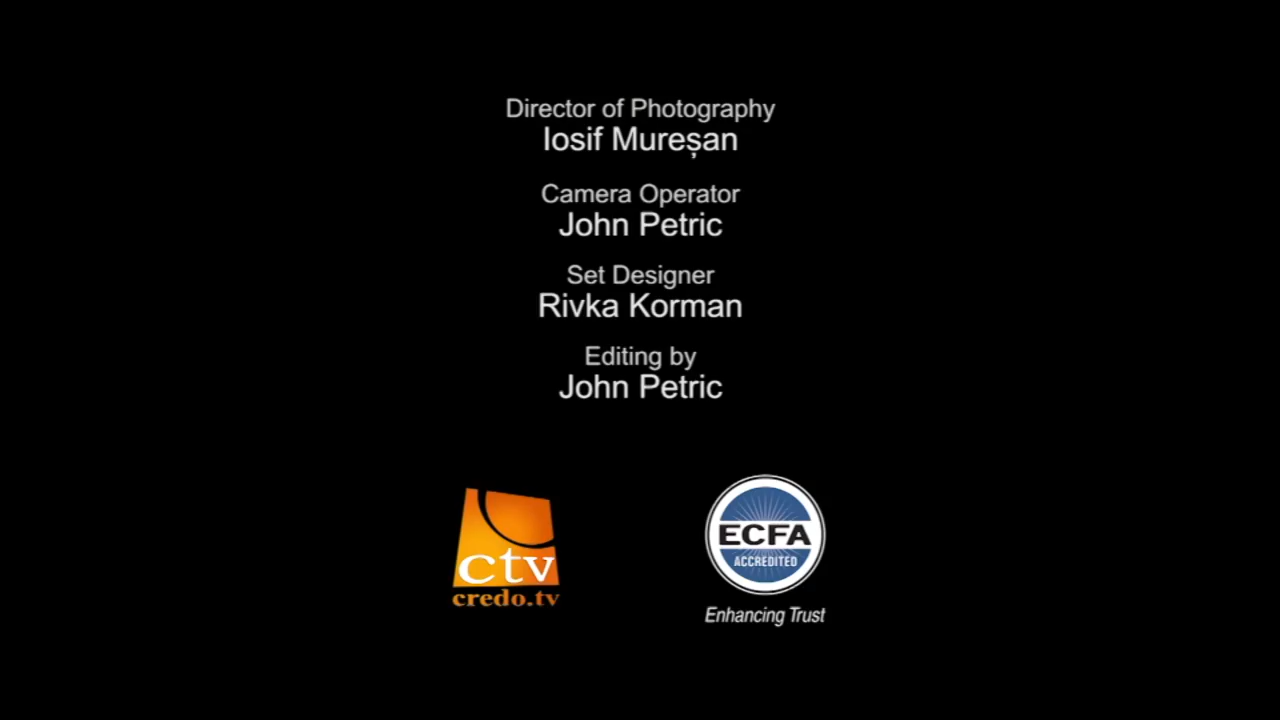 Director of Photography
Iosif Mureșan
Camera Operator
John Petric
Set Designer
Rivka Korman
Editing by
John Petric
ctv
credo.tv
ECFA
ACCREDITED
Enhancing Trust